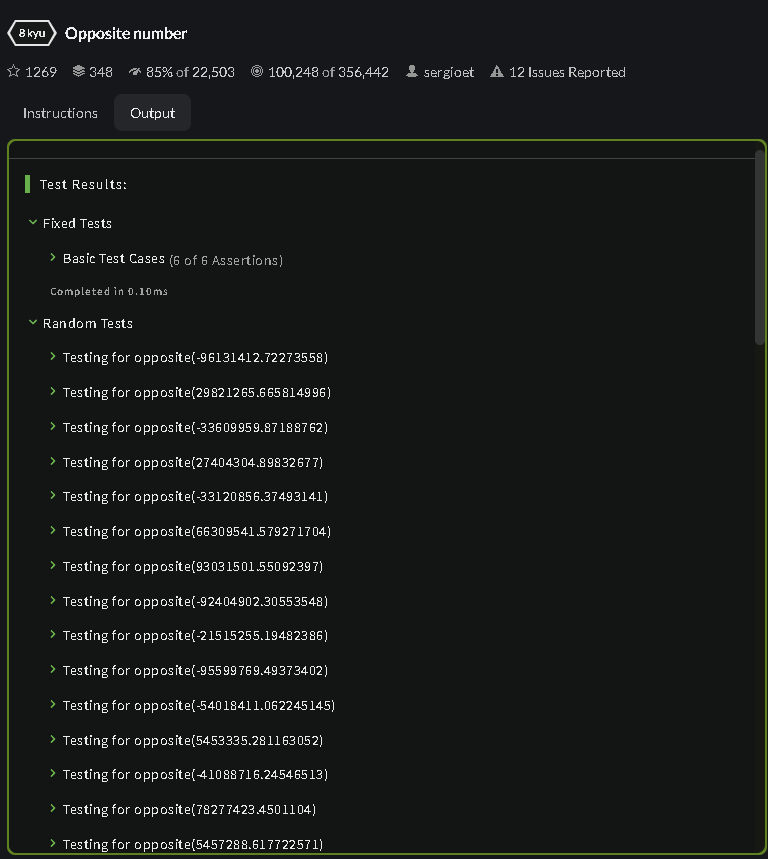 8 kyu Opposite number
1269 348 85% of 22,503 100,248 of 356,442 sergioet 12 Issues Reported
Instructions Output
Test Results:
Fixed Tests
Basic Test Cases (6 of 6 Assertions)
Completed in 0.10ms
Random Tests
Testing for opposite(-96131412.72273558)
Testing for opposite(29821265.665814996)
Testing for opposite(-33609959.87188762)
Testing for opposite(27404304.89832677)
Testing for opposite(-33120856.37493141)
Testing for opposite(66309541.579271704)
Testing for opposite(93031501.55092397)
Testing for opposite(-92404902.30553548)
Testing for opposite(-21515255.19482386)
Testing for opposite(-95599769.49373402)
Testing for opposite(-54018411.062245145)
Testing for opposite(5453335.281163052)
Testing for opposite(-41088716.24546513)
Testing for opposite(78277423.4501104)
Testing for opposite(5457288.617722571)